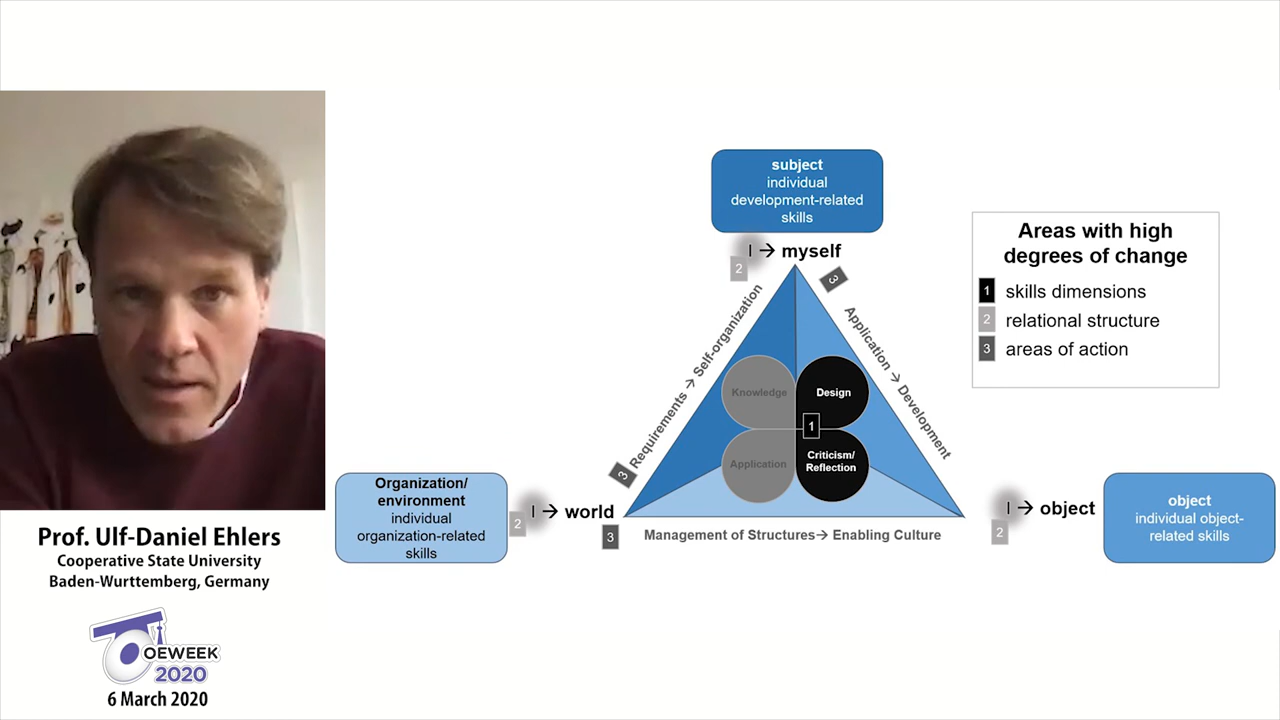 subject
individual
development-related
skills
I → myself
2
3
Areas with high
degrees of change
1 skills dimensions
2 relational structure
3 areas of action
Requirements → Self-organization
Application → Development
Knowledge
Design
1
Application
Criticism/
Reflection
3
Organization/
environment
individual
organization-related
skills
2
I → world
3
Management of Structures→ Enabling Culture
I → object
2
object
individual object-
related skills
Prof. Ulf-Daniel Ehlers
Cooperative State University
Baden-Wurttemberg, Germany
OEWEEK
2020
6 March 2020